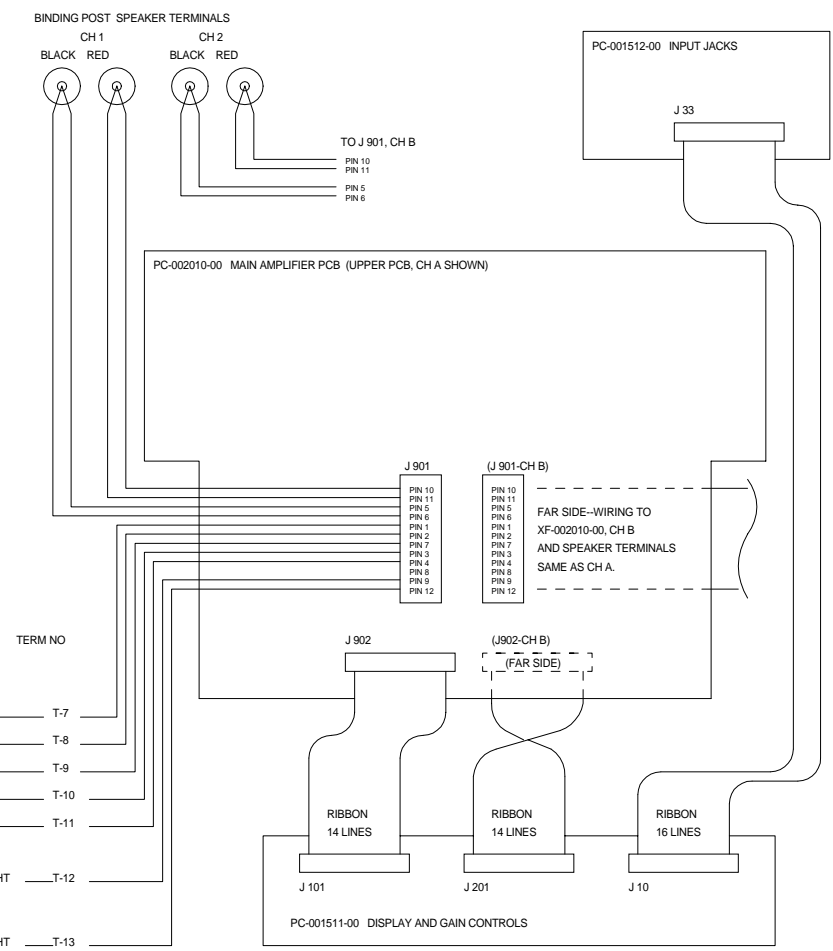 BINDING POST SPEAKER TERMINALS
CH 1
CH 2
BLACK RED
BLACK RED
PC-001512-00 INPUT JACKS
J 33
TO J 901, CH B
PIN 10
PIN 11
PIN 5
PIN 6
PC-002010-00 MAIN AMPLIFIER PCB (UPPER PCB, CH A SHOWN)
J 901
PIN 10
PIN 11
PIN 5
PIN 6
PIN 1
PIN 2
PIN 7
PIN 3
PIN 4
PIN 8
PIN 9
PIN 12
(J 901-CH B)
PIN 10
PIN 11
PIN 5
PIN 6
PIN 1
PIN 2
PIN 7
PIN 3
PIN 4
PIN 8
PIN 9
PIN 12
FAR SIDE--WIRING TO
XF-002010-00, CH B
AND SPEAKER TERMINALS
SAME AS CH A.
TERM NO
J 902
(J902-CH B)
(FAR SIDE)
T-7
T-8
T-9
T-10
T-11
HT T-12
HT T-13
RIBBON
14 LINES
RIBBON
14 LINES
RIBBON
16 LINES
J 101
J 201
J 10
PC-001511-00 DISPLAY AND GAIN CONTROLS